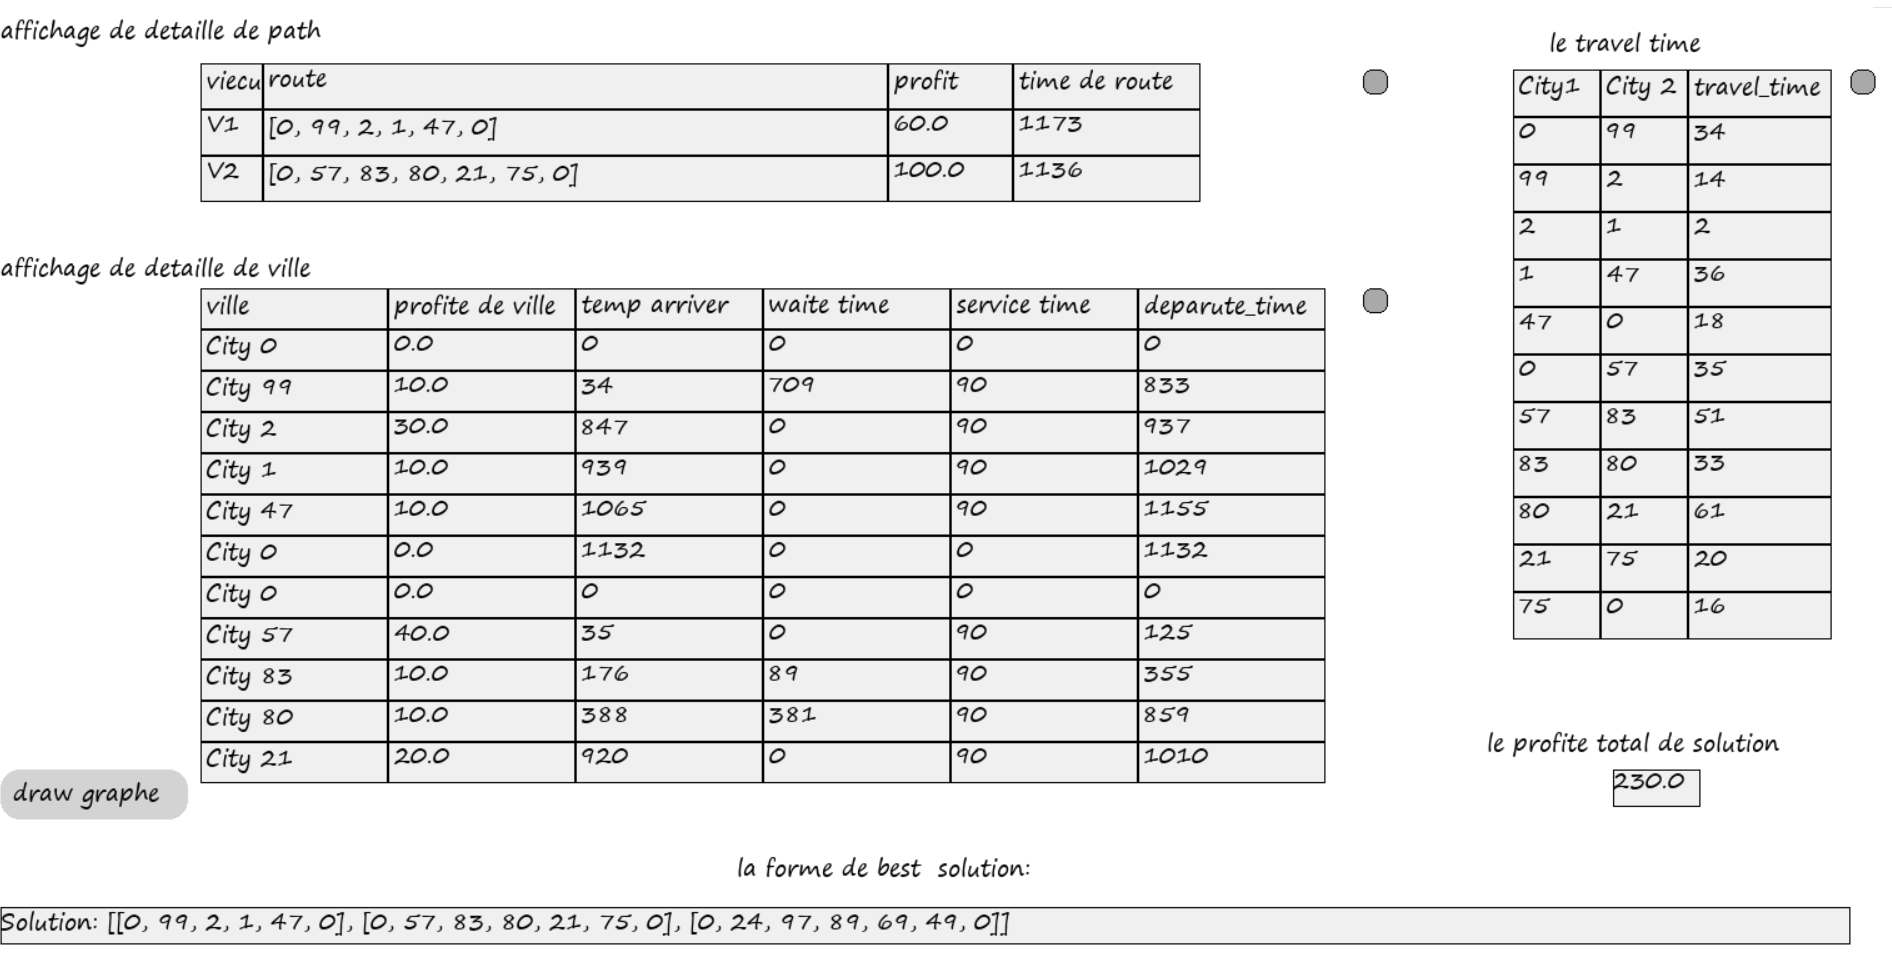 affichage de detaille de path
viecu route profit time de route
V1 [0, 99, 2, 1, 47, 0] 60.0 1173
V2 [0, 57, 83, 80, 21, 75, 0] 100.0 1136
affichage de detaille de ville
ville profite de ville temp arriver waite time service time deparute_time
City 0 0.0 0 0 0 0
City 99 10.0 34 709 90 833
City 2 30.0 847 0 90 937
City 1 10.0 939 0 90 1029
City 47 10.0 1065 0 90 1155
City 0 0.0 1132 0 0 1132
City 0 0.0 0 0 0 0
City 57 40.0 35 0 90 125
City 83 10.0 176 89 90 355
City 80 10.0 388 381 90 859
City 21 20.0 920 0 90 1010
draw graphe
le travel time
City1 City 2 travel_time
0 99 34
99 2 14
2 1 2
1 47 36
47 0 18
0 57 35
57 83 51
83 80 33
80 21 61
21 75 20
75 0 16
le profite total de solution
230.0
la forme de best solution:
Solution: [[0, 99, 2, 1, 47, 0], [0, 57, 83, 80, 21, 75, 0], [0, 24, 97, 89, 69, 49, 0]]